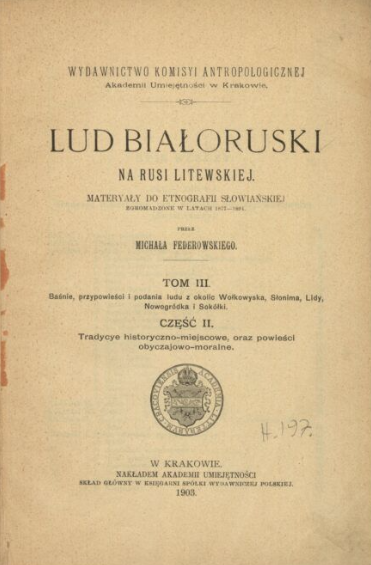 WYDAWNICTWO KOMISYI ANTROPOLOGICZNEJ
Akademii Umiejętności w Krakowie.
LUD BIAŁORUSKI
NA RUSI LITEWSKIEJ.
MATERYAŁY DO ETNOGRAFII SŁOWIAŃSKIEJ
ZGROMADZONE W LATACH 1877—1891.
PRZEZ
MICHAŁA FEDEROWSKIEGO.
TOM III.
Baśnie, przypowieści i podania ludu z okolic Wołkowyska, Słonima, Lidy,
Nowogródka i Sokółki.
CZĘŚĆ II.
Tradycye historyczno-miejscowe, oraz powieści
obyczajowo-moralne.
H.197.
W KRAKOWIE.
NAKŁADEM AKADEMII UMIEJĘTNOŚCI
SKŁAD GŁÓWNY W KSIĘGARNI SPÓŁKI WYDAWNICZEJ POLSKIEJ.
1903.